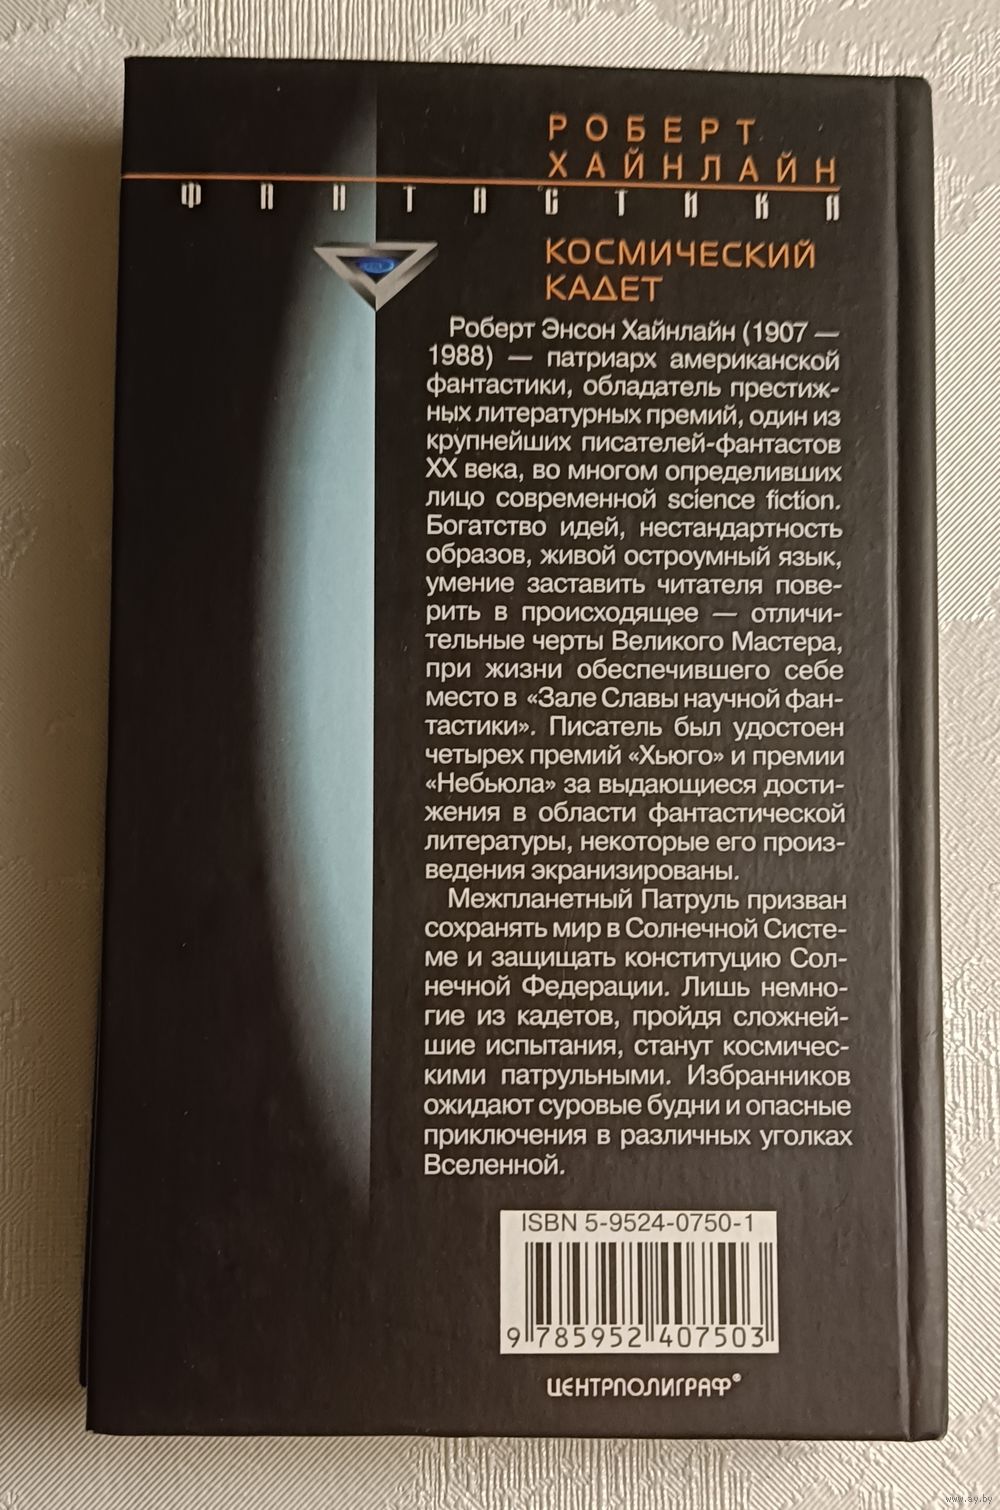 РОБЕРТ
ХАЙНЛАЙН
ФАНТАСТИКА
КОСМИЧЕСКИЙ
КАДЕТ
Роберт Энсон Хайнлайн (1907 —
1988) — патриарх американской
фантастики, обладатель престиж-
ных литературных премий, один из
крупнейших писателей-фантастов
XX века, во многом определивших
лицо современной science fiction.
Богатство идей, нестандартность
образов, живой остроумный язык,
умение заставить читателя пове-
рить в происходящее — отличи-
тельные черты Великого Мастера,
при жизни обеспечившего себе
место в «Зале Славы научной фан-
тастики». Писатель был удостоен
четырех премий «Хьюго» и премии
«Небьюла» за выдающиеся дости-
жения в области фантастической
литературы, некоторые его произ-
ведения экранизированы.
Межпланетный Патруль призван
сохранять мир в Солнечной Систе-
ме и защищать конституцию Сол-
нечной Федерации. Лишь немно-
гие из кадетов, пройдя сложней-
шие испытания, станут космичес-
кими патрульными. Избранников
ожидают суровые будни и опасные
приключения в различных уголках
Вселенной.
ISBN 5-9524-0750-1
9 785952 407503
ЦЕНТРПОЛИГРАФ®
www.ay.by